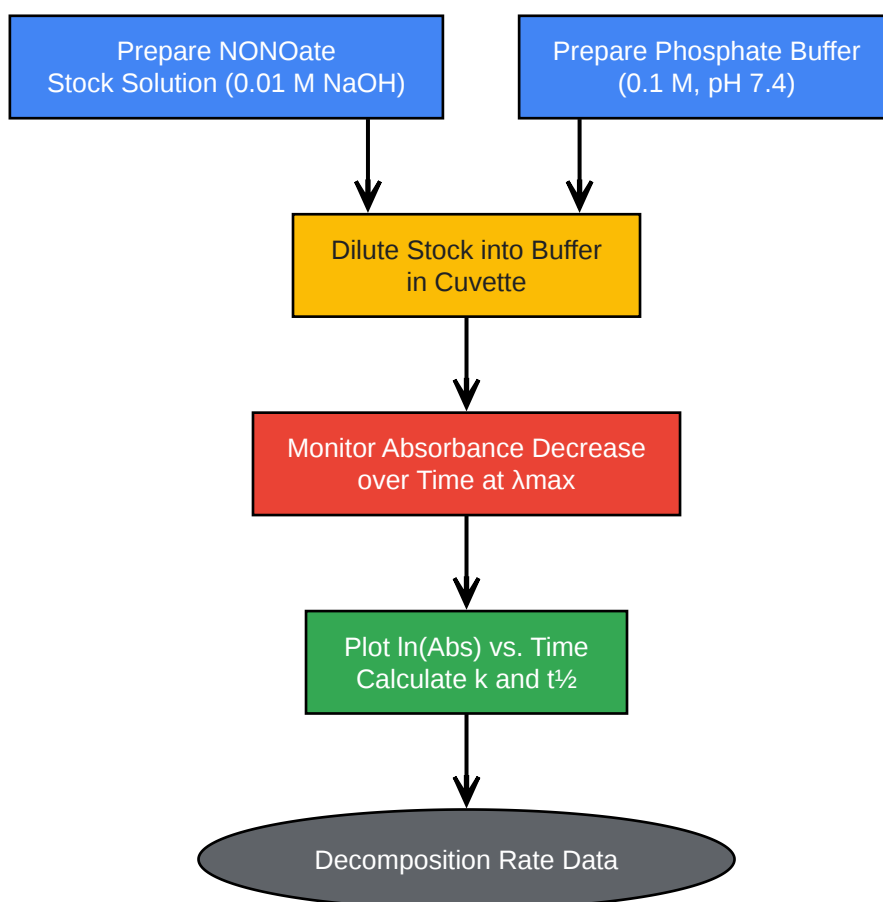 Prepare NONOate
Stock Solution (0.01 M NaOH)
Prepare Phosphate Buffer
(0.1 M, pH 7.4)
Dilute Stock into Buffer
in Cuvette
Monitor Absorbance Decrease
over Time at λmax
Plot ln(Abs) vs. Time
Calculate k and t½
Decomposition Rate Data